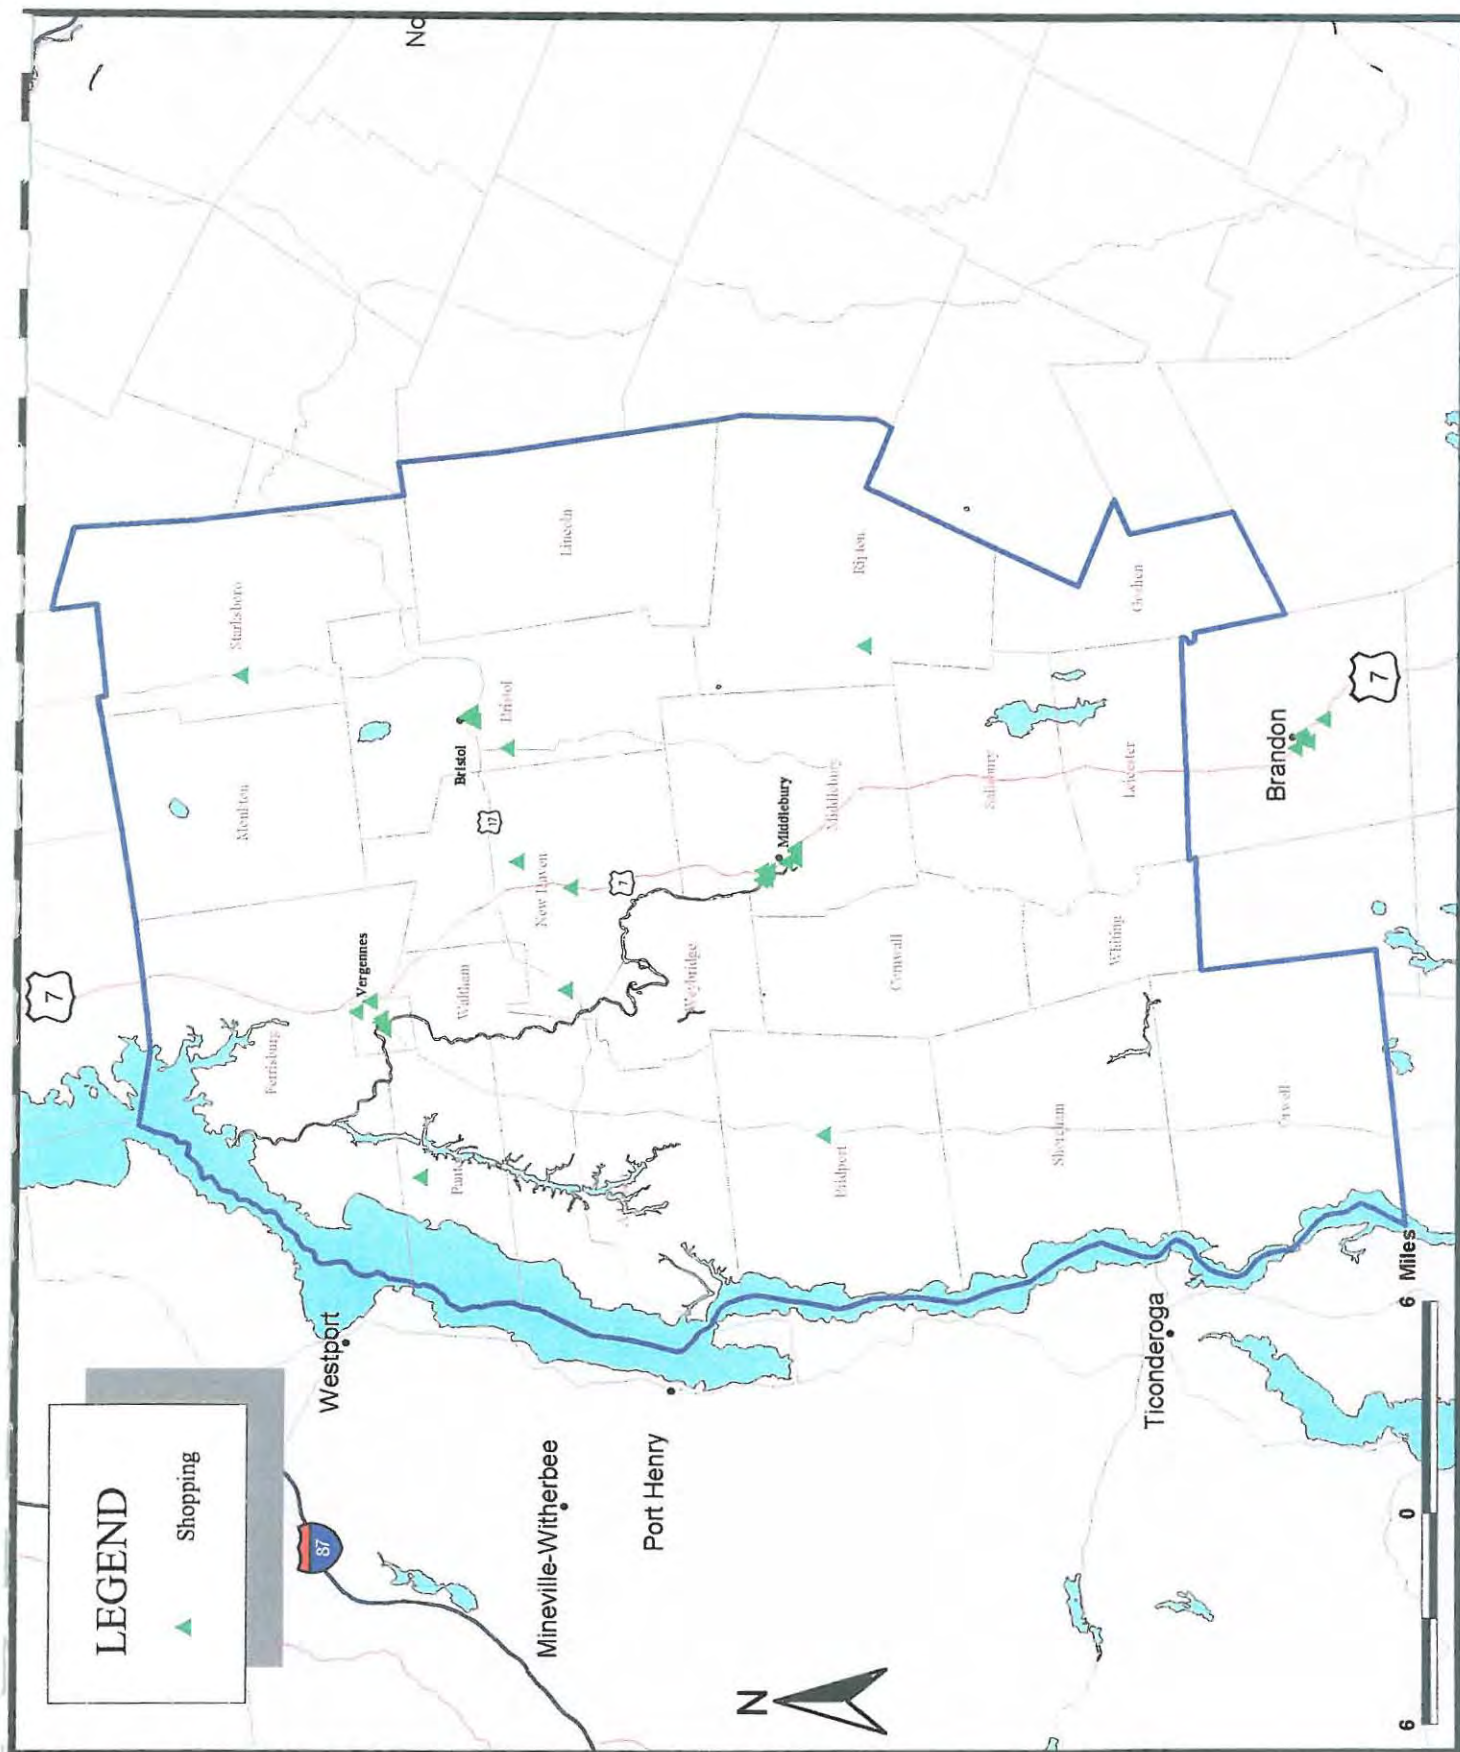 LEGEND
Shopping
87
Westport
Mineville-Witherbee
Port Henry
Ticonderoga
N
6
0
6
Miles
7
Vergennes
Ferrisburg
Waltham
Weybridge
Bridport
Shoreham
Orwell
Cornwall
Whiting
Monkton
New Haven
7
17
Bristol
Bristol
Starksboro
Lincoln
Ripton
Goshen
Middlebury
Middlebury
Salisbury
Leicester
Brandon
7
No